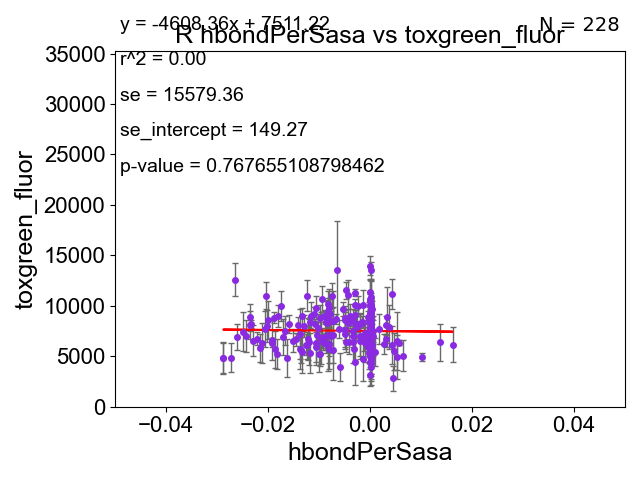 y = -4608.36x + 7511.22
N = 228
R hbondPerSasa vs toxgreen_fluor
r^2 = 0.00
se = 15579.36
se_intercept = 149.27
p-value = 0.767655108798462
35000
30000
25000
20000
15000
10000
5000
0
toxgreen_fluor
−0.04
−0.02
0.00
0.02
0.04
hbondPerSasa